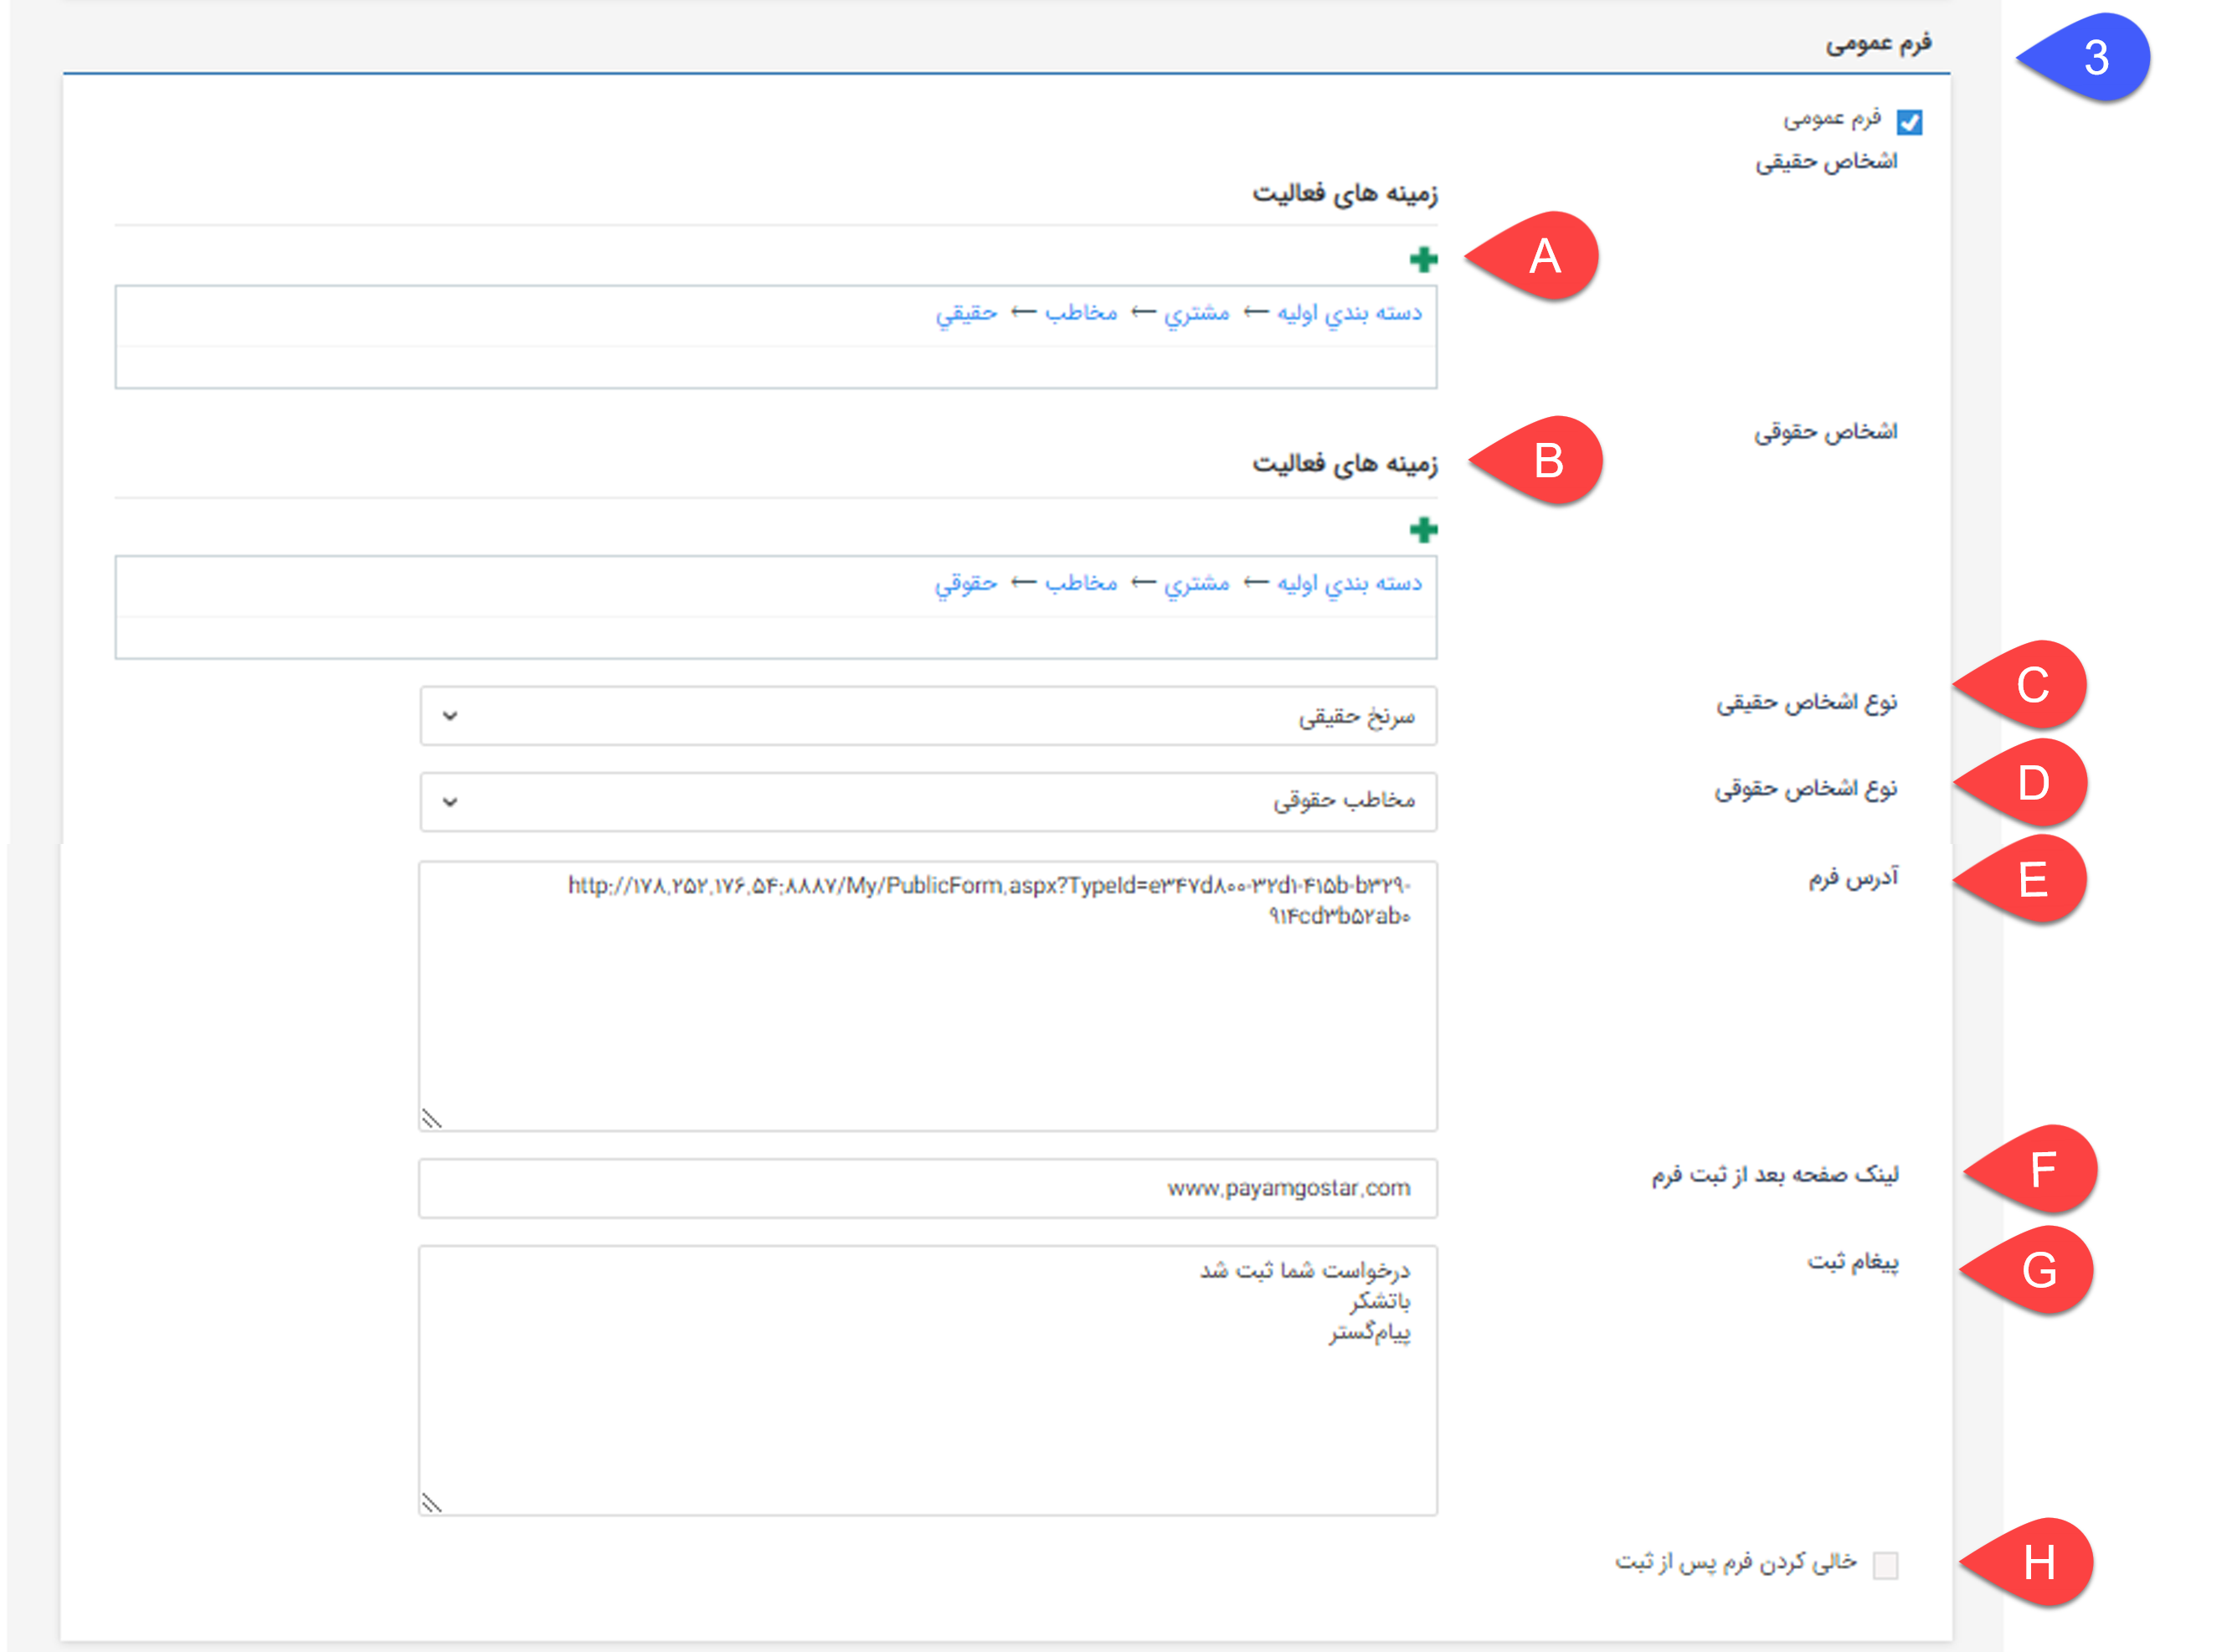 فرم عمومی
3
فرم عمومی
اشخاص حقیقی
زمینه های فعالیت
A
دسته بندي اوليه ← مشتري ← مخاطب ← حقيقي
اشخاص حقوقی
زمینه های فعالیت
B
دسته بندي اوليه ← مشتري ← مخاطب ← حقوقي
نوع اشخاص حقیقی
سرنخ حقیقی
C
نوع اشخاص حقوقی
مخاطب حقوقی
D
آدرس فرم
http://۱۷۸.۲۵۲.۱۷۶.۵۴:۸۸۸۷/My/PublicForm.aspx?TypeId=e۳۴۷d۸۰۰-۳۲d۱-۴۱۵b-b۳۲۹-
۹۱۴cd۳b۵۲ab۰
E
لینک صفحه بعد از ثبت فرم
www.payamgostar.com
F
پیغام ثبت
درخواست شما ثبت شد
باتشکر
پیام‌گستر
G
خالی کردن فرم پس از ثبت
H